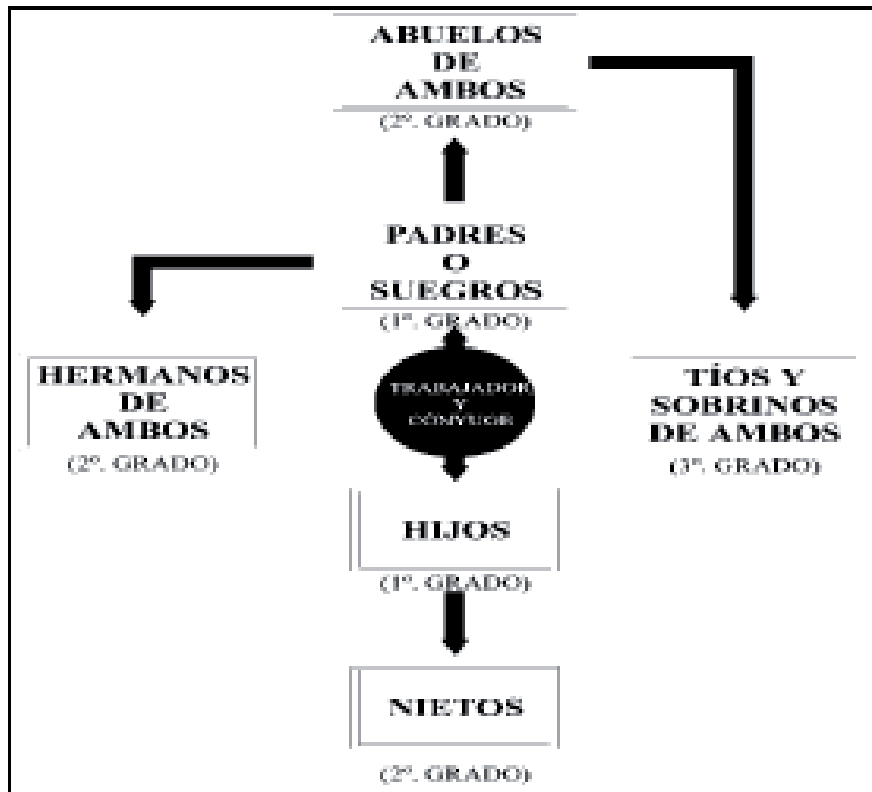 ABUELOS
DE
AMBOS
(2º. GRADO)
PADRES
O
SUEGROS
(1º. GRADO)
HERMANOS
DE
AMBOS
(2º. GRADO)
TRABAJADOR
Y
CÓNYUGE
TÍOS Y
SOBRINOS
DE AMBOS
(3º. GRADO)
HIJOS
(1º. GRADO)
NIETOS
(2º. GRADO)